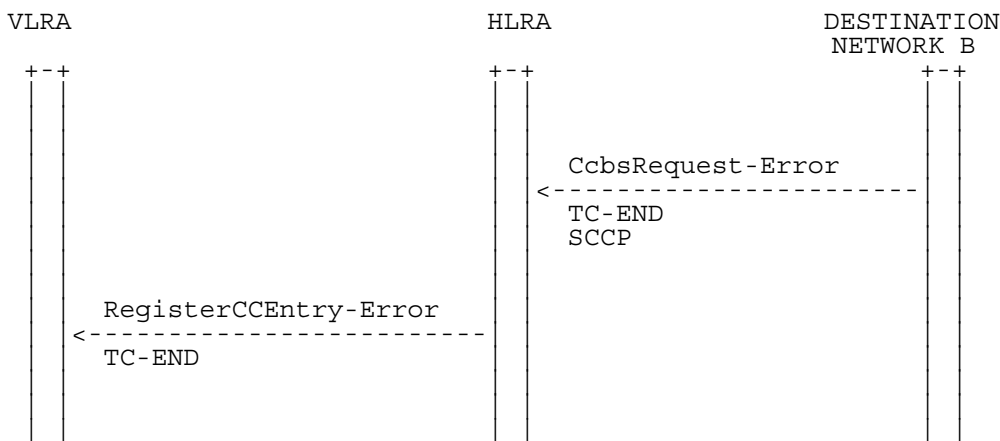 VLRA HLRA DESTINATION
NETWORK B
CcbsRequest-Error
TC-END
SCCP
RegisterCCEntry-Error
TC-END